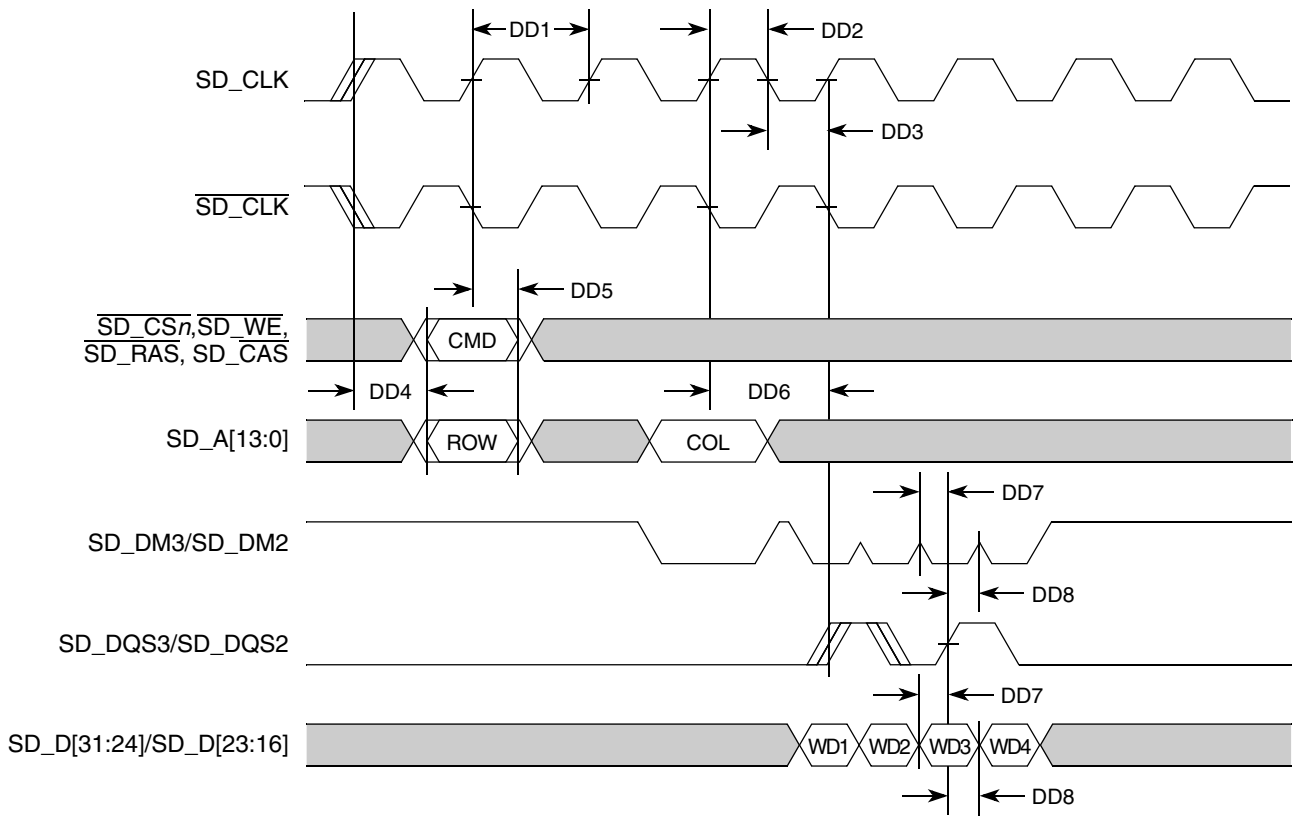 DD1
DD2
SD_CLK
DD3
SD_CLK
DD5
SD_CSn,SD_WE,
SD_RAS, SD_CAS
CMD
DD4
DD6
SD_A[13:0]
ROW
COL
DD7
SD_DM3/SD_DM2
DD8
SD_DQS3/SD_DQS2
DD7
SD_D[31:24]/SD_D[23:16]
WD1
WD2
WD3
WD4
DD8